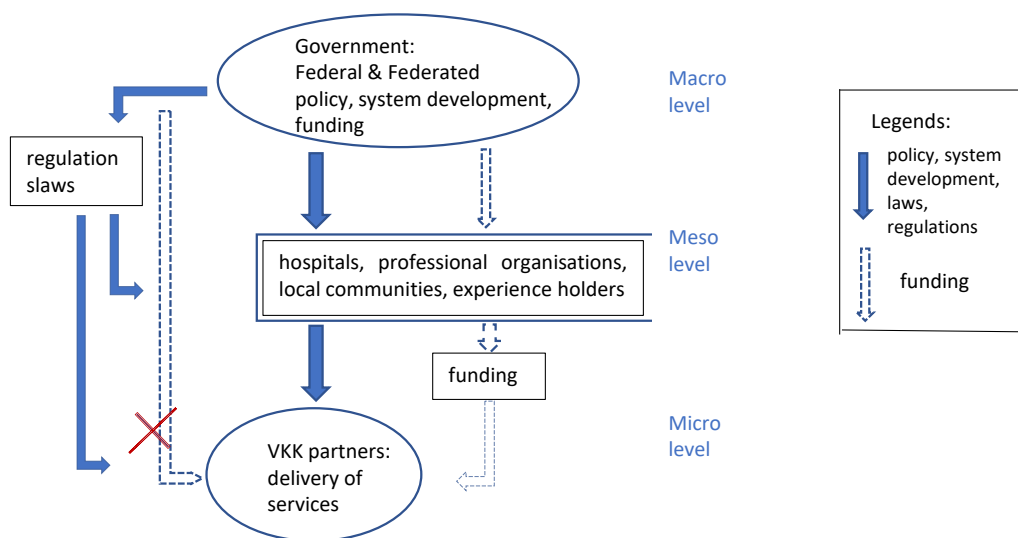 Government:
Federal & Federated
policy, system development,
funding
Macro
level
Legends:
policy, system
development,
laws,
regulations
funding
regulation
slaws
Meso
level
hospitals, professional organisations,
local communities, experience holders
funding
Micro
level
VKK partners:
delivery of
services